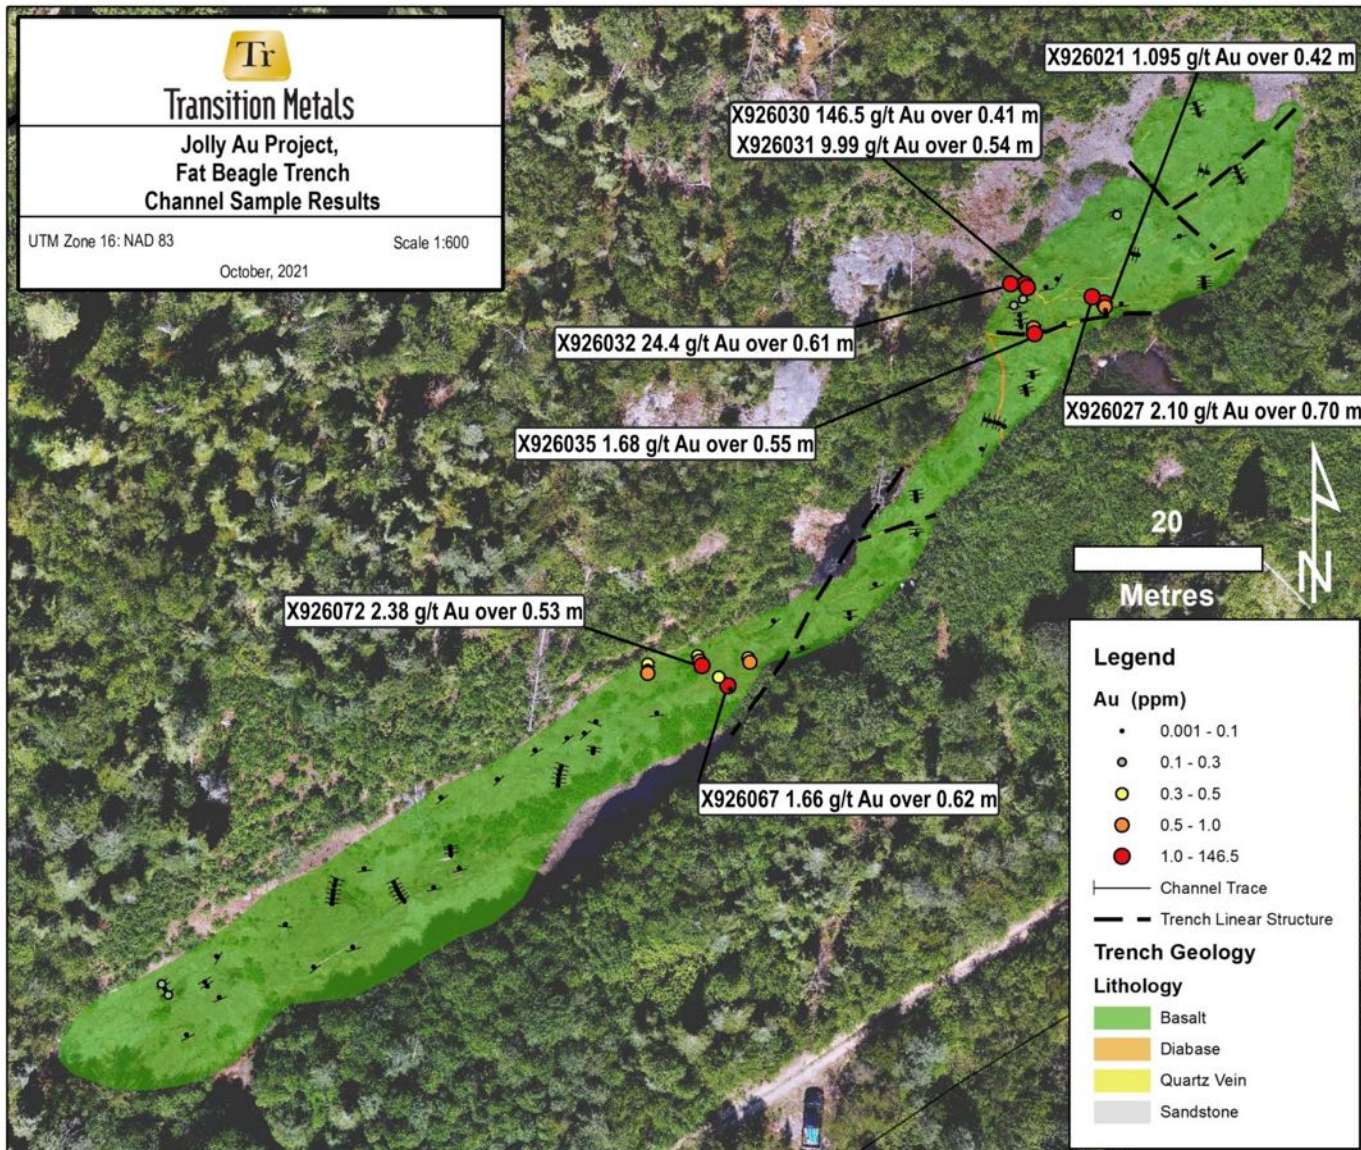 Tr
Transition Metals
Jolly Au Project,
Fat Beagle Trench
Channel Sample Results
UTM Zone 16: NAD 83
Scale 1:600
October, 2021
X926021 1.095 g/t Au over 0.42 m
X926030 146.5 g/t Au over 0.41 m
X926031 9.99 g/t Au over 0.54 m
X926032 24.4 g/t Au over 0.61 m
X926027 2.10 g/t Au over 0.70 m
X926035 1.68 g/t Au over 0.55 m
X926072 2.38 g/t Au over 0.53 m
X926067 1.66 g/t Au over 0.62 m
20
Metres
N
Legend
Au (ppm)
0.001 - 0.1
0.1 - 0.3
0.3 - 0.5
0.5 - 1.0
1.0 - 146.5
Channel Trace
Trench Linear Structure
Trench Geology
Lithology
Basalt
Diabase
Quartz Vein
Sandstone